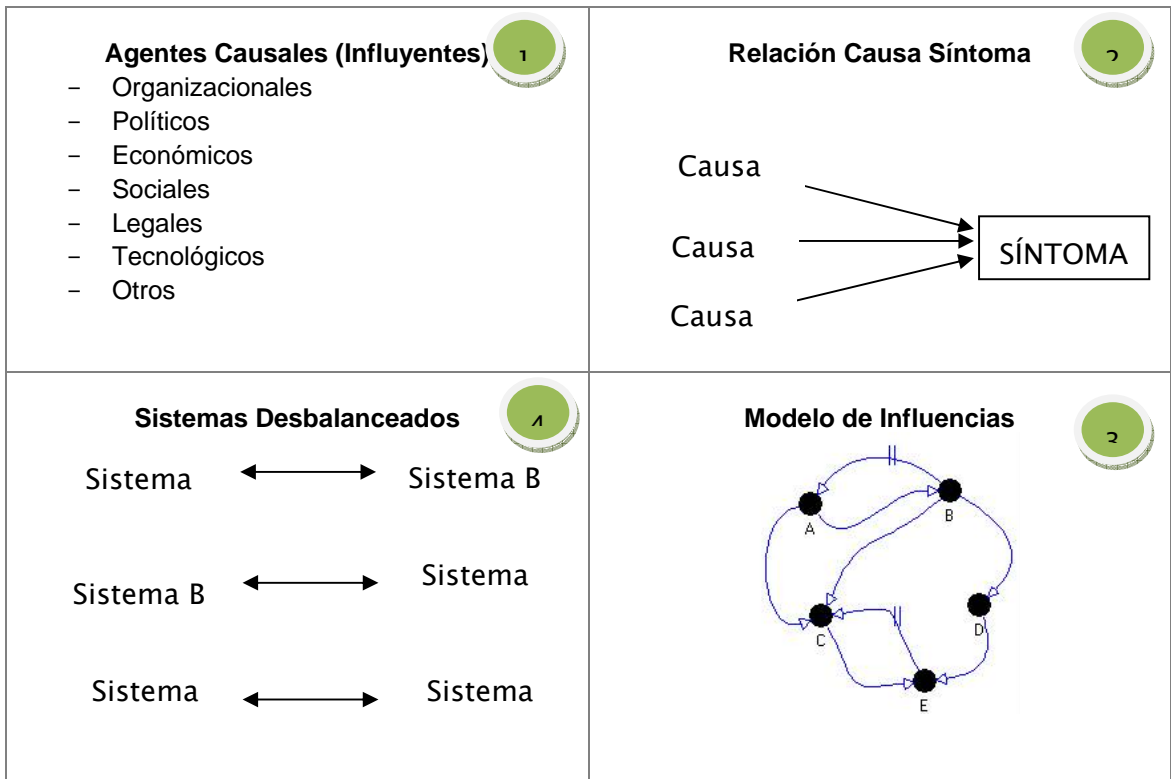 Agentes Causales (Influyentes)
1
- Organizacionales
- Políticos
- Económicos
- Sociales
- Legales
- Tecnológicos
- Otros
Relación Causa Síntoma
2
Causa
Causa
SÍNTOMA
Causa
Sistemas Desbalanceados
4
Sistema
Sistema B
Sistema B
Sistema
Sistema
Sistema
Modelo de Influencias
3
A
B
C
D
E